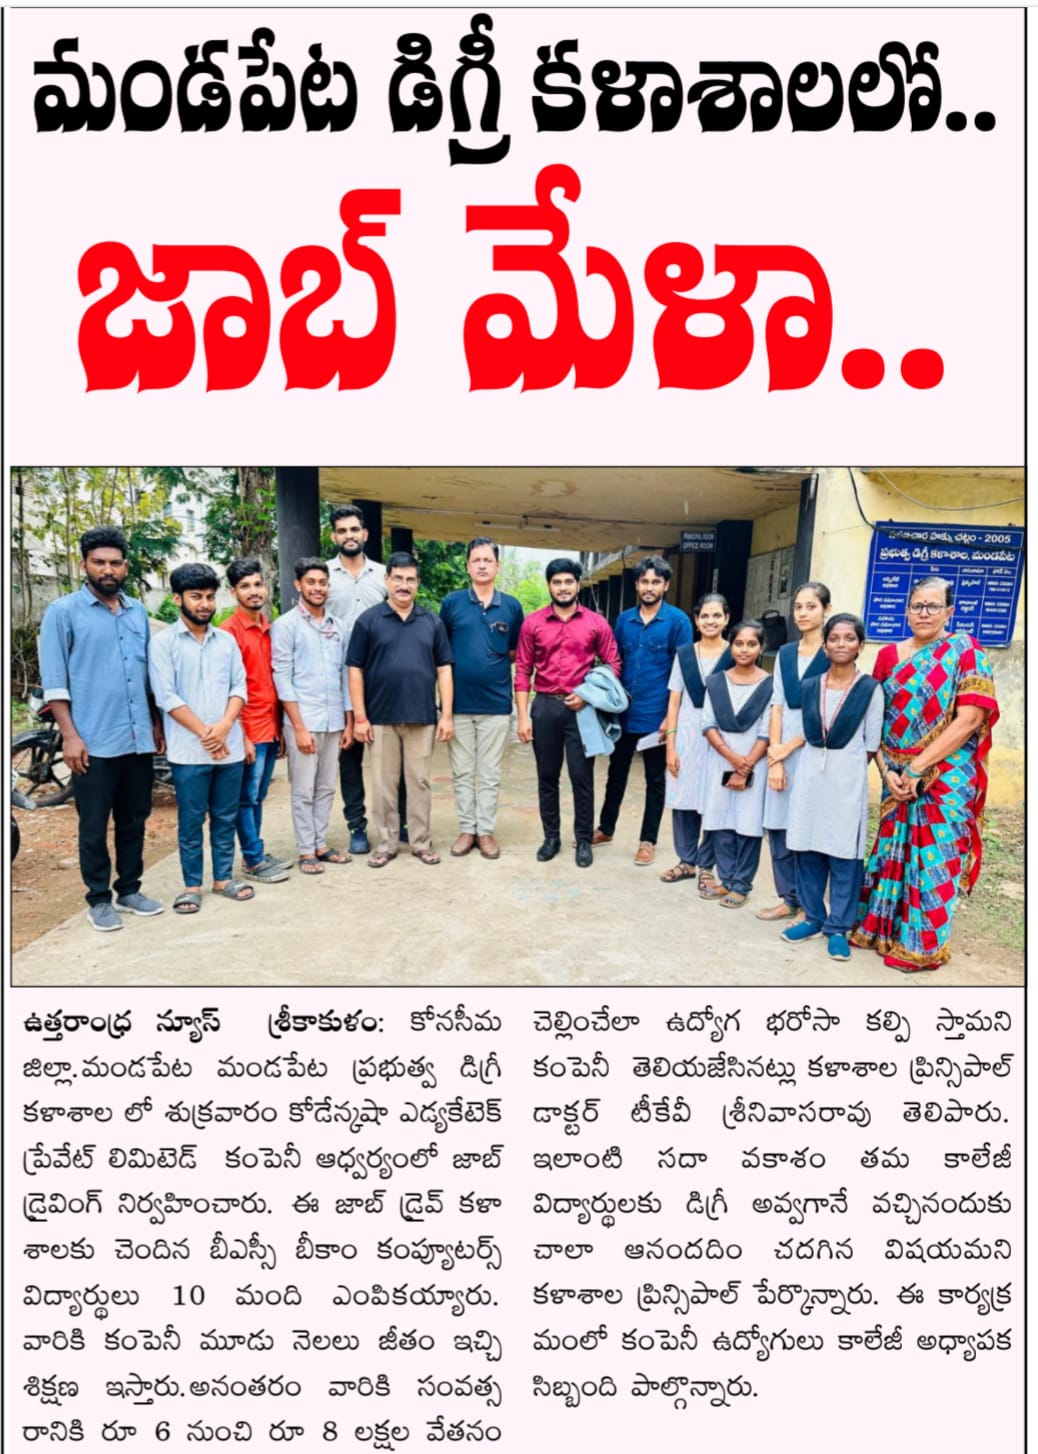 మండపేట డిగ్రీ కళాశాలలో..
జాబ్ మేళా..
PRINCIPAL ROOM
OFFICE ROOM
సమాచార హక్కు చట్టం - 2005
ప్రభుత్వ డిగ్రీ కళాశాల, మండపేట
ఉత్తరాంధ్ర న్యూస్ శ్రీకాకుళం: కోనసీమ
జిల్లా.మండపేట మండపేట ప్రభుత్వ డిగ్రీ
కళాశాల లో శుక్రవారం కోడేన్కషా ఎడ్యకేటెక్
ప్రైవేట్ లిమిటెడ్ కంపెనీ ఆధ్వర్యంలో జాబ్
డ్రైవింగ్ నిర్వహించారు. ఈ జాబ్ డ్రైవ్ కళా
శాలకు చెందిన బీఎస్సీ బీకాం కంప్యూటర్స్
విద్యార్థులు 10 మంది ఎంపికయ్యారు.
వారికి కంపెనీ మూడు నెలలు జీతం ఇచ్చి
శిక్షణ ఇస్తారు.అనంతరం వారికి సంవత్స
రానికి రూ 6 నుంచి రూ 8 లక్షల వేతనం
చెల్లించేలా ఉద్యోగ భరోసా కల్పి స్తామని
కంపెనీ తెలియజేసినట్లు కళాశాల ప్రిన్సిపాల్
డాక్టర్ టీకేవీ శ్రీనివాసరావు తెలిపారు.
ఇలాంటి సదా వకాశం తమ కాలేజీ
విద్యార్థులకు డిగ్రీ అవ్వగానే వచ్చినందుకు
చాలా ఆనందదిం చదగిన విషయమని
కళాశాల ప్రిన్సిపాల్ పేర్కొన్నారు. ఈ కార్యక్ర
మంలో కంపెనీ ఉద్యోగులు కాలేజీ అధ్యాపక
సిబ్బంది పాల్గొన్నారు.